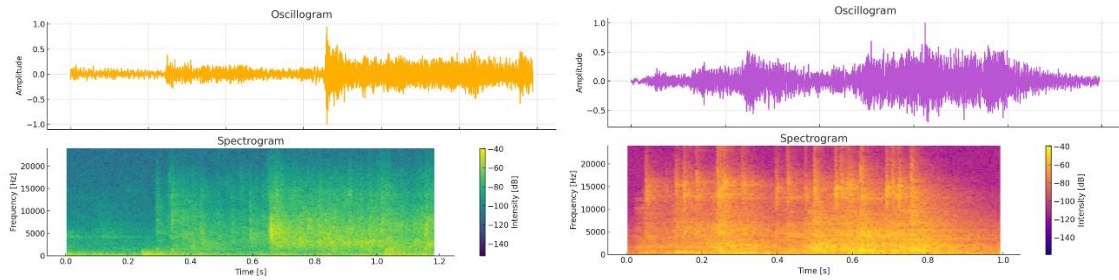 Oscillogram
1.0
0.5
0.0
−0.5
−1.0
Amplitude
Spectrogram
20000
15000
10000
5000
0
Frequency [Hz]
0.0 0.2 0.4 0.6 0.8 1.0 1.2
Time [s]
−40
−60
−80
−100
−120
−140
Intensity [dB]
Oscillogram
1.0
0.5
0.0
−0.5
Amplitude
Spectrogram
20000
15000
10000
5000
0
Frequency [Hz]
0.0 0.2 0.4 0.6 0.8 1.0
Time [s]
−40
−60
−80
−100
−120
−140
Intensity [dB]